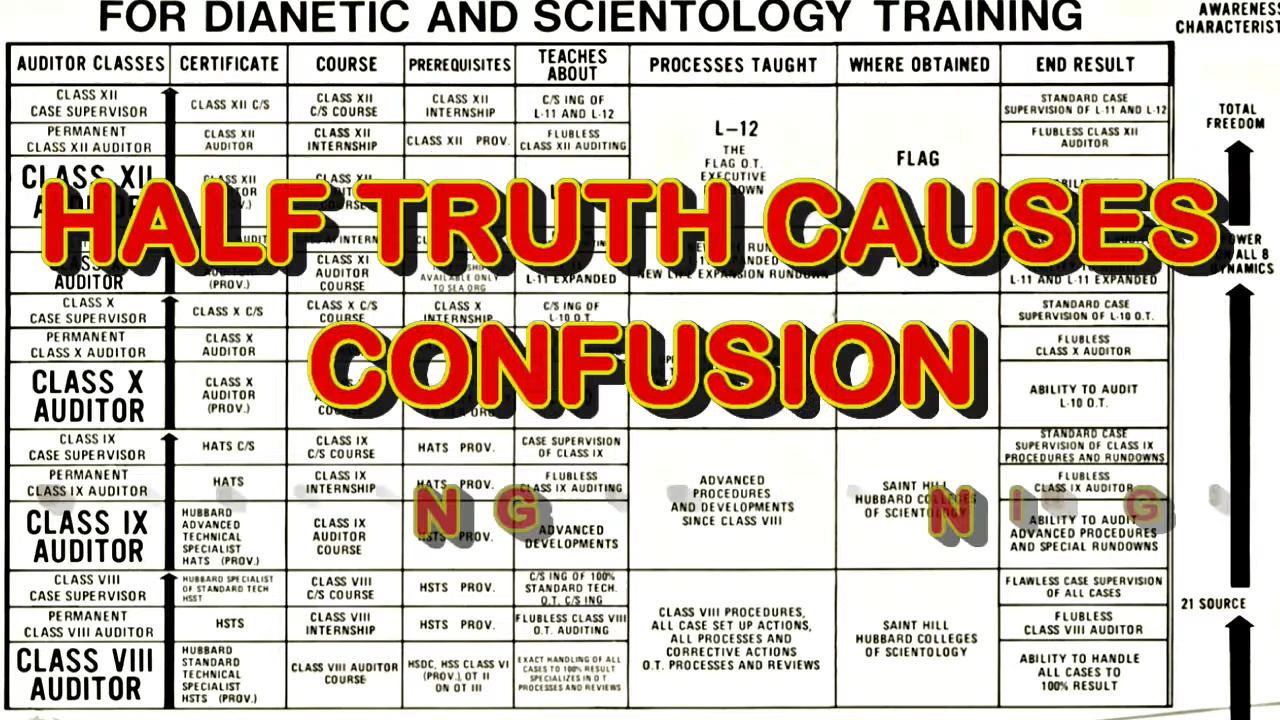 FOR DIANETIC AND SCIENTOLOGY TRAINING
AWARENESS
AUDITOR CLASSES
CERTIFICATE
COURSE
PREREQUISITES
TEACHES
ABOUT
PROCESSES TAUGHT
WHERE OBTAINED
END RESULT
CLASS XII
CASE SUPERVISOR
CLASS XII C/S
CLASS XII
C/S COURSE
CLASS XII
INTERNSHIP
C/S ING OF
L-11 AND L-12
STANDARD CASE
SUPERVISION OF L-11 AND L-12
TOTAL
FREEDOM
PERMANENT
CLASS XII AUDITOR
CLASS XII
AUDITOR
CLASS XII
INTERNSHIP
CLASS XII PROV.
FLUBLESS
CLASS XII AUDITING
L-12
THE
FLAG O.T.
EXECUTIVE
FLAG
FLUBLESS CLASS XII
AUDITOR
CLASS XII
HALF TRUTH CAUSES
CONFUSION
AUDITOR
(PROV.)
CLASS XI
AUDITOR
COURSE
AVAILABLE ONLY
TO SEA ORG
L-11 EXPANDED
NEW LIFE EXPANSION RUNDOWN
L-11 AND L-11 EXPANDED
ALL 8
DYNAMICS
CLASS X
CASE SUPERVISOR
CLASS X C/S
CLASS X C/S
COURSE
CLASS X
INTERNSHIP
C/S ING OF
L-10 O.T.
STANDARD CASE
SUPERVISION OF L-10 O.T.
PERMANENT
CLASS X AUDITOR
CLASS X
AUDITOR
FLUBLESS
CLASS X AUDITOR
CLASS X
AUDITOR
CLASS X
AUDITOR
(PROV.)
ABILITY TO AUDIT
L-10 O.T.
CLASS IX
CASE SUPERVISOR
HATS C/S
CLASS IX
C/S COURSE
HATS PROV.
CASE SUPERVISION
OF CLASS IX
STANDARD CASE
SUPERVISION OF CLASS IX
PROCEDURES AND RUNDOWNS
PERMANENT
CLASS IX AUDITOR
HATS
CLASS IX
INTERNSHIP
HATS PROV.
FLUBLESS
CLASS IX AUDITING
ADVANCED
PROCEDURES
AND DEVELOPMENTS
SINCE CLASS VIII
SAINT HILL
HUBBARD COLLEGES
OF SCIENTOLOGY
FLUBLESS
CLASS IX AUDITOR
N G
N I G
CLASS IX
AUDITOR
HUBBARD
ADVANCED
TECHNICAL
SPECIALIST
HATS (PROV.)
CLASS IX
AUDITOR
COURSE
HSTS PROV.
ADVANCED
DEVELOPMENTS
ABILITY TO AUDIT
ADVANCED PROCEDURES
AND SPECIAL RUNDOWNS
CLASS VIII
CASE SUPERVISOR
HUBBARD SPECIALIST
OF STANDARD TECH
HSST
CLASS VIII
C/S COURSE
HSTS PROV.
C/S ING OF 100%
STANDARD TECH.
O.T. C/S ING
FLAWLESS CASE SUPERVISION
OF ALL CASES
21 SOURCE
PERMANENT
CLASS VIII AUDITOR
HSTS
CLASS VIII
INTERNSHIP
HSTS PROV.
FLUBLESS CLASS VIII
O.T. AUDITING
CLASS VIII PROCEDURES,
ALL CASE SET UP ACTIONS,
ALL PROCESSES AND
CORRECTIVE ACTIONS
O.T. PROCESSES AND REVIEWS
SAINT HILL
HUBBARD COLLEGES
OF SCIENTOLOGY
FLUBLESS
CLASS VIII AUDITOR
CLASS VIII
AUDITOR
HUBBARD
STANDARD
TECHNICAL
SPECIALIST
HSTS (PROV.)
CLASS VIII AUDITOR
COURSE
HSDC, HSS CLASS VI
(PROV.), OT II
ON OT III
EXACT HANDLING OF ALL
CASES TO 100% RESULT
SPECIALIZES IN O.T.
PROCESSES AND REVIEWS
ABILITY TO HANDLE
ALL CASES TO
100% RESULT